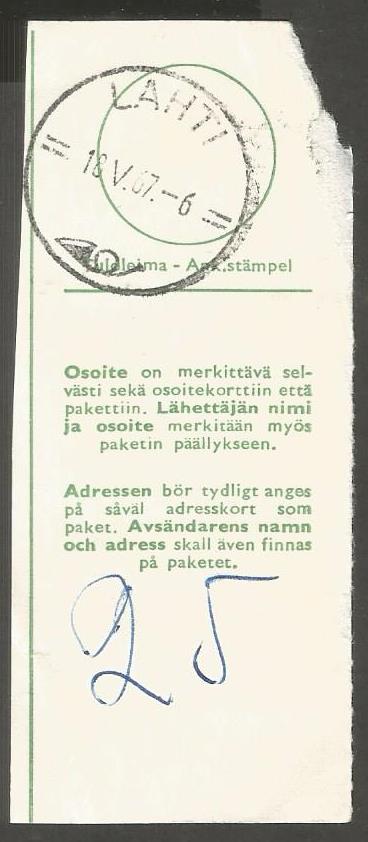 LAHTI
18.V.67.–6
Tuloleima - Ank.stämpel
Osoite on merkittävä sel-
västi sekä osoitekorttiin että
pakettiin. Lähettäjän nimi
ja osoite merkitään myös
paketin päällykseen.
Adressen bör tydligt anges
på såväl adresskort som
paket. Avsändarens namn
och adress skall även finnas
på paketet.
25